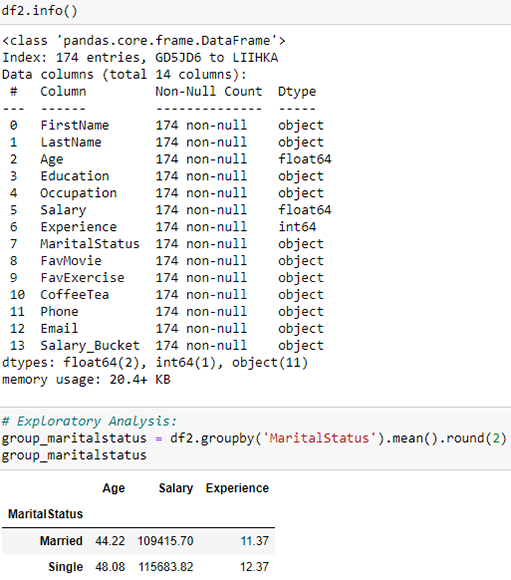 df2.info()
<class 'pandas.core.frame.DataFrame'>
Index: 174 entries, GD5JD6 to LIIHKA
Data columns (total 14 columns):
 #   Column         Non-Null Count  Dtype
---  ------         --------------  -----
 0   FirstName      174 non-null    object
 1   LastName       174 non-null    object
 2   Age            174 non-null    float64
 3   Education      174 non-null    object
 4   Occupation     174 non-null    object
 5   Salary         174 non-null    float64
 6   Experience     174 non-null    int64
 7   MaritalStatus  174 non-null    object
 8   FavMovie       174 non-null    object
 9   FavExercise    174 non-null    object
 10  CoffeeTea      174 non-null    object
 11  Phone          174 non-null    object
 12  Email          174 non-null    object
 13  Salary_Bucket  174 non-null    object
dtypes: float64(2), int64(1), object(11)
memory usage: 20.4+ KB
# Exploratory Analysis:
group_maritalstatus = df2.groupby('MaritalStatus').mean().round(2)
group_maritalstatus
Age Salary Experience
MaritalStatus
Married 44.22 109415.70 11.37
Single 48.08 115683.82 12.37